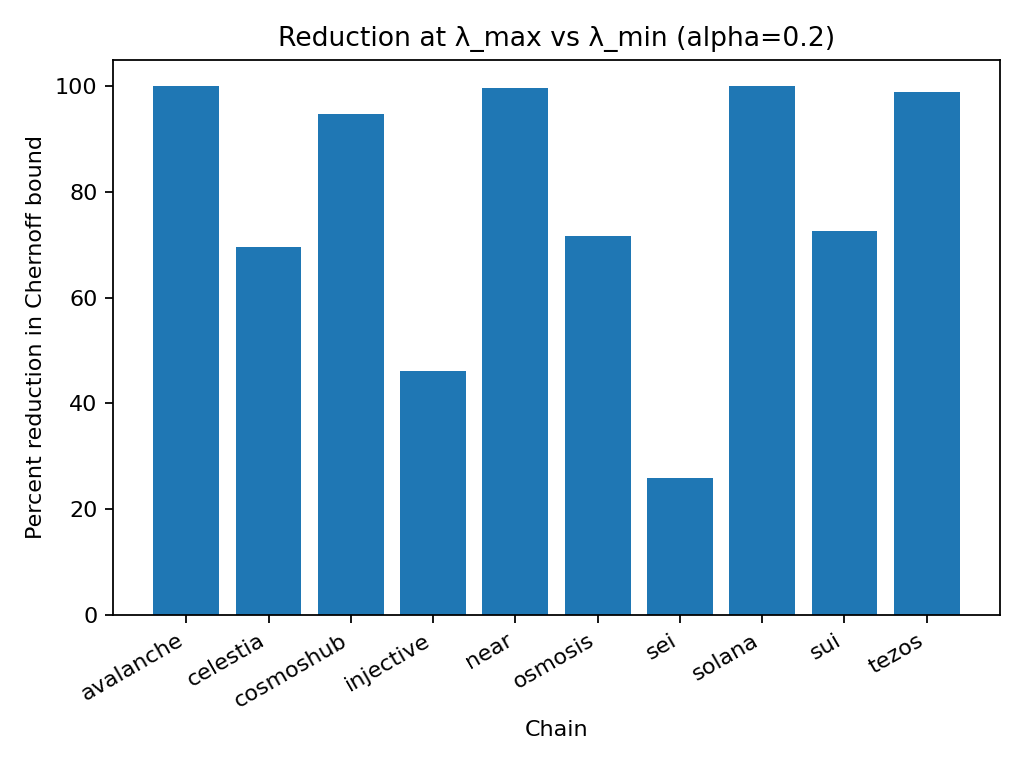 Reduction at λ_max vs λ_min (alpha=0.2)
Percent reduction in Chernoff bound
100
80
60
40
20
0
avalanche
celestia
cosmoshub
injective
near
osmosis
sei
solana
sui
tezos
Chain